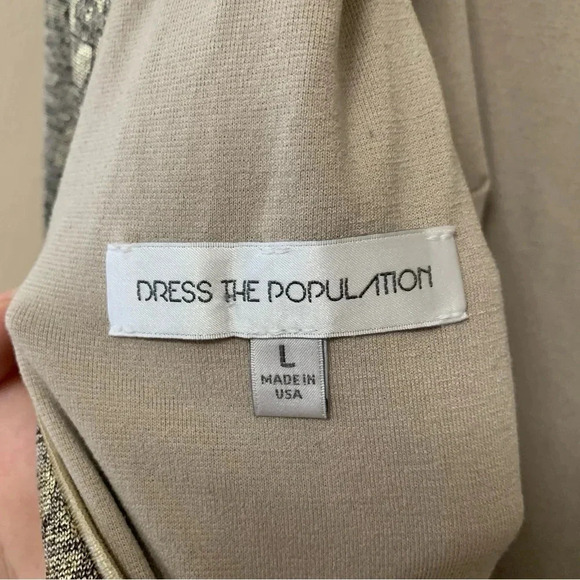 DRESS THE POPULATION
L
MADE IN
USA